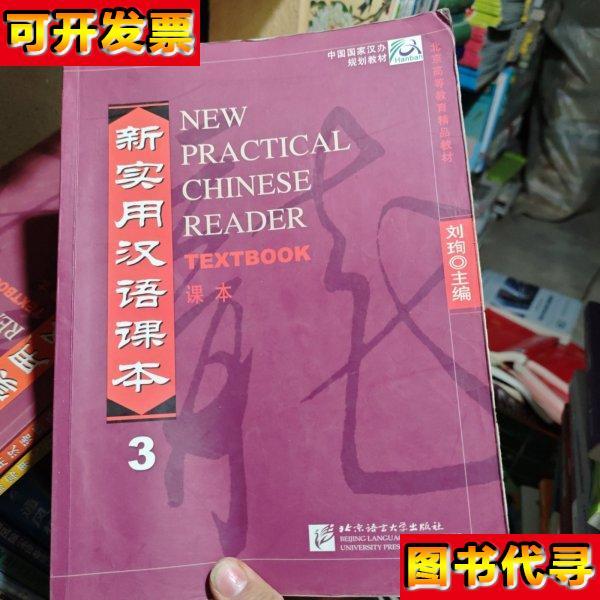 可开发票
中国国家汉办
规划教材
Hanban
北京高等教育精品教材
NEW
PRACTICAL
CHINESE
READER
TEXTBOOK
课本
新实用汉语课本
3
刘珣◎主编
北京语言大学出版社
BEIJING LANGUAGE
UNIVERSITY PRESS
图书代寻